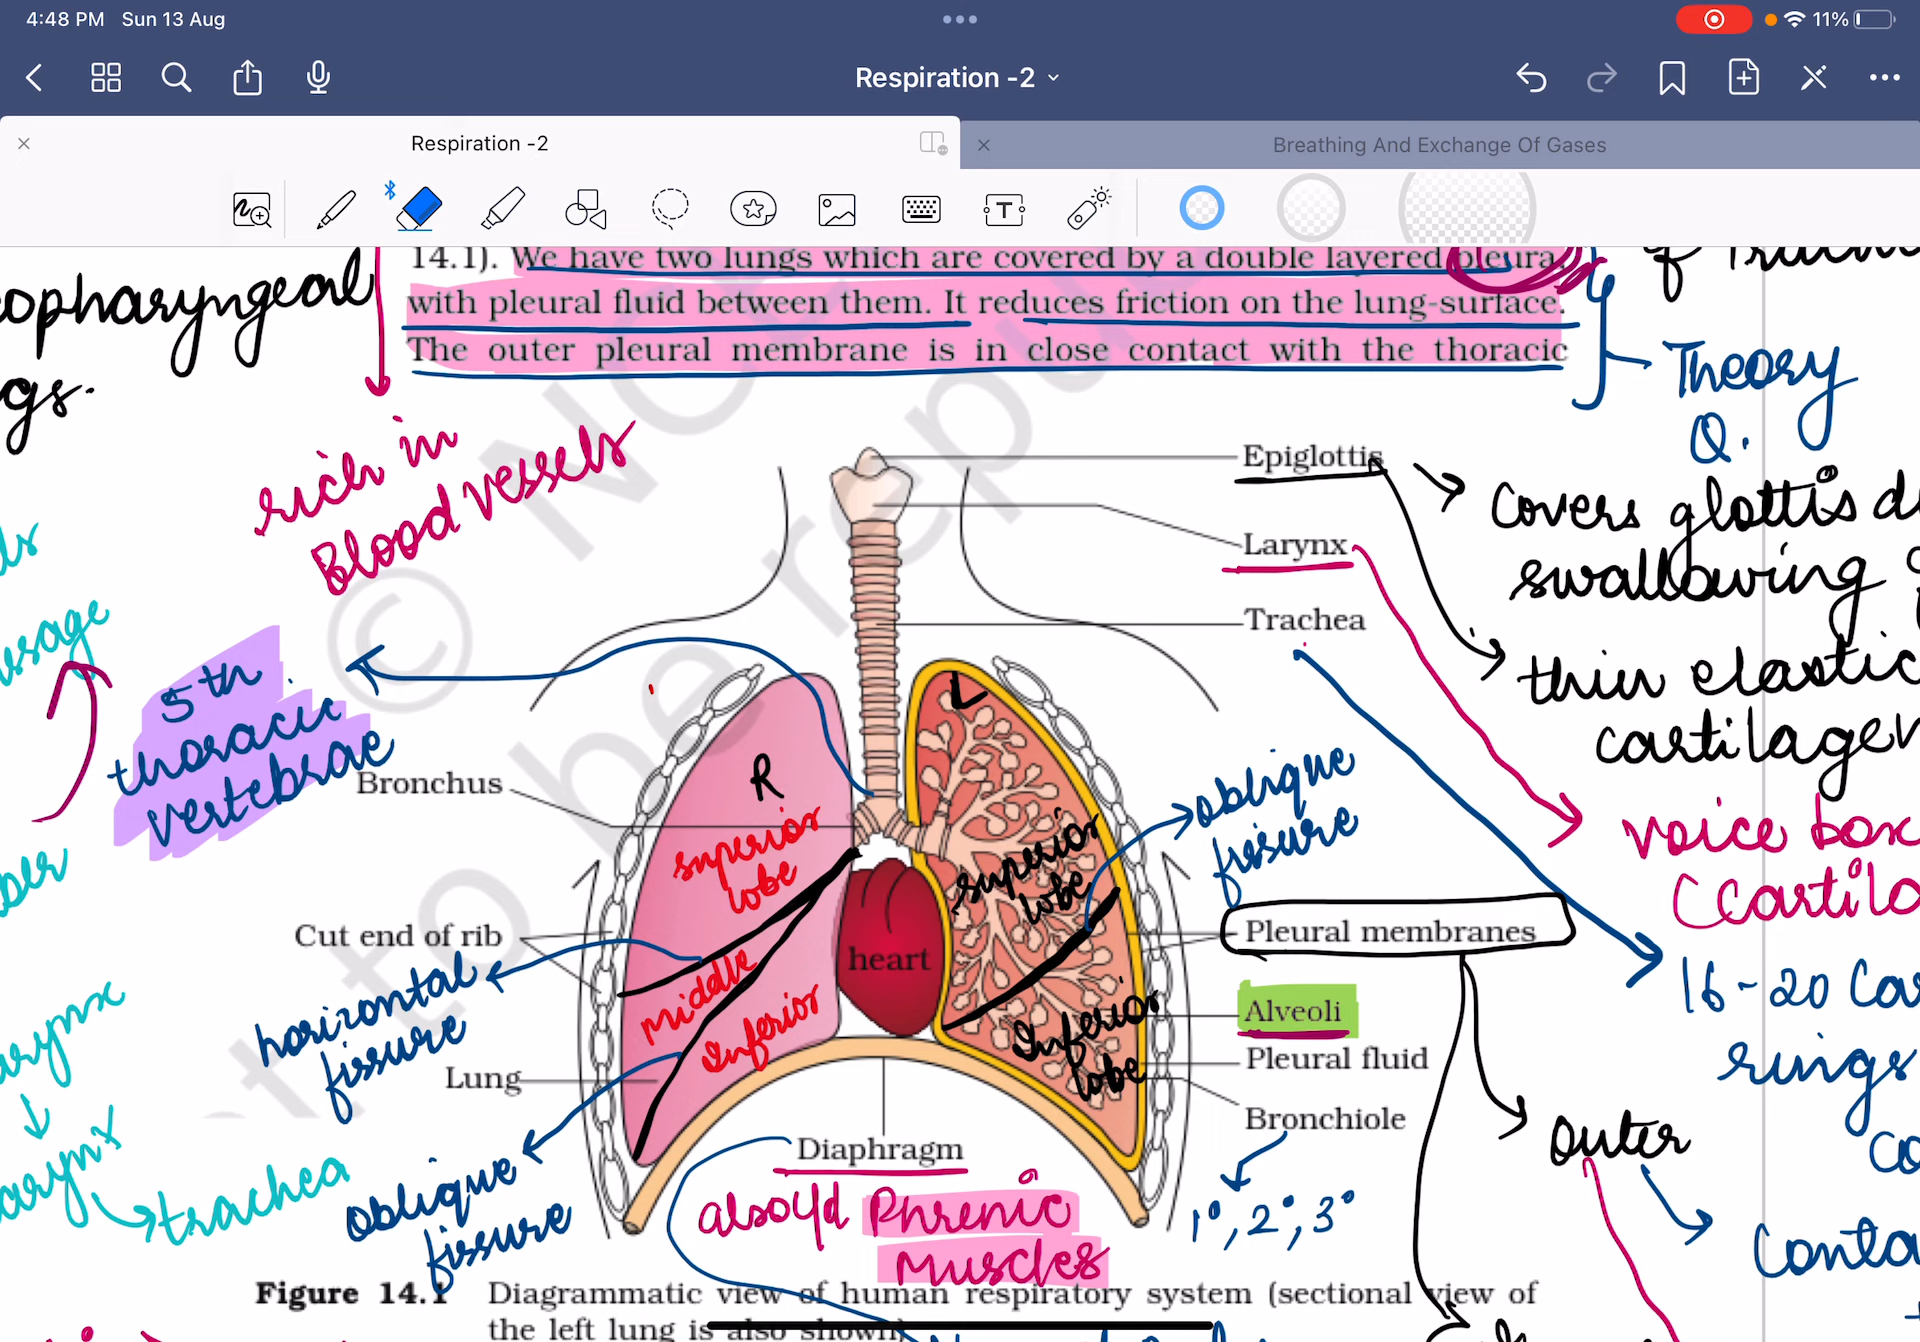 4:48 PM Sun 13 Aug
11%
Respiration -2
Respiration -2
Breathing And Exchange Of Gases
T
14.1). We have two lungs which are covered by a double layered pleura,
with pleural fluid between them. It reduces friction on the lung-surface.
The outer pleural membrane is in close contact with the thoracic
opharyngeal
gs.
Theory
Q.
rich in
Blood vessels
Epiglottis
Covers glottis d
swallowing
Larynx
Trachea
thin elastic
cartilage
5th
thoracic
vertebrae
L
R
Bronchus
superior
lobe
superior
lobe
oblique
fissure
voice box
(Cartila
Cut end of rib
heart
Pleural membranes
horizontal
fissure
middle
Inferior
Inferior
lobe
Alveoli
16-20 Ca
rings
Lung
Pleural fluid
Bronchiole
1°, 2°, 3°
Outer
Conta
Diaphragm
also c/d Phrenic
Muscles
trachea
oblique
fissure
Figure 14.1 Diagrammatic view of human respiratory system (sectional view of
the left lung is also shown)